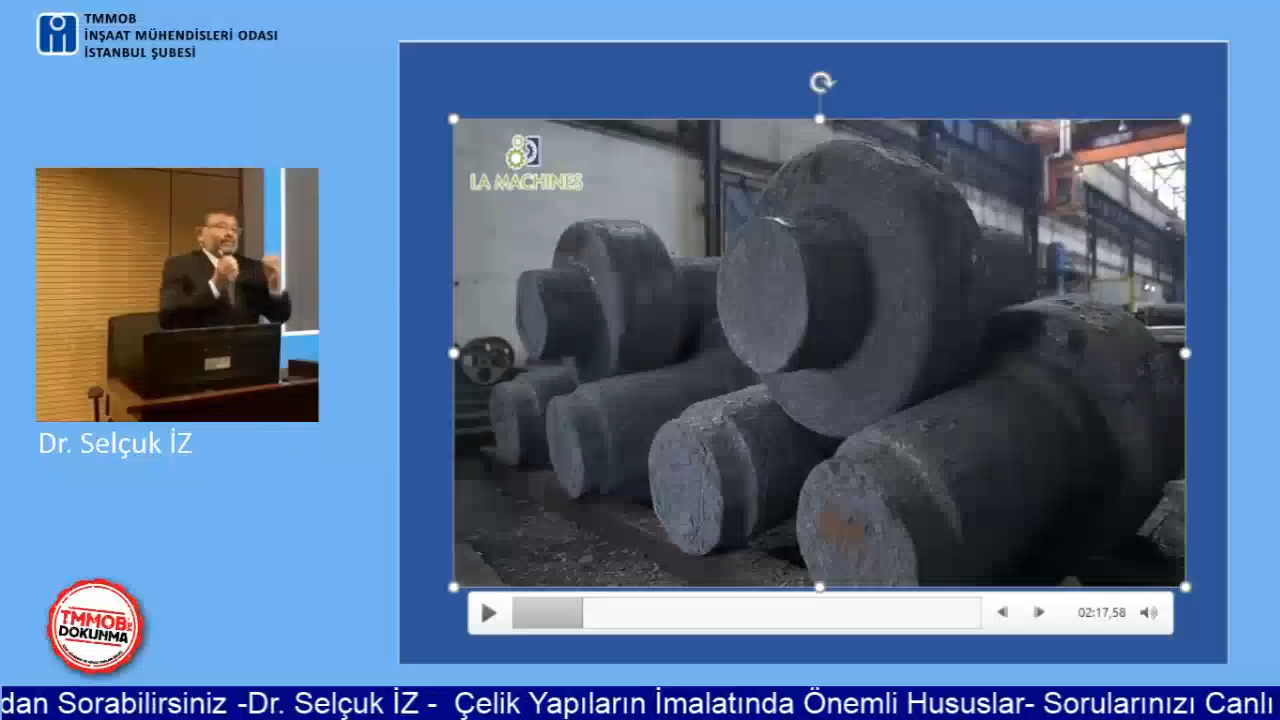 TMMOB
İNŞAAT MÜHENDİSLERİ ODASI
İSTANBUL ŞUBESİ
LA MACHINES
Dr. Selçuk İZ
02:17,58
TMMOB'ye
DOKUNMA
dan Sorabilirsiniz -Dr. Selçuk İZ - Çelik Yapıların İmalatında Önemli Hususlar- Sorularınızı Canlı